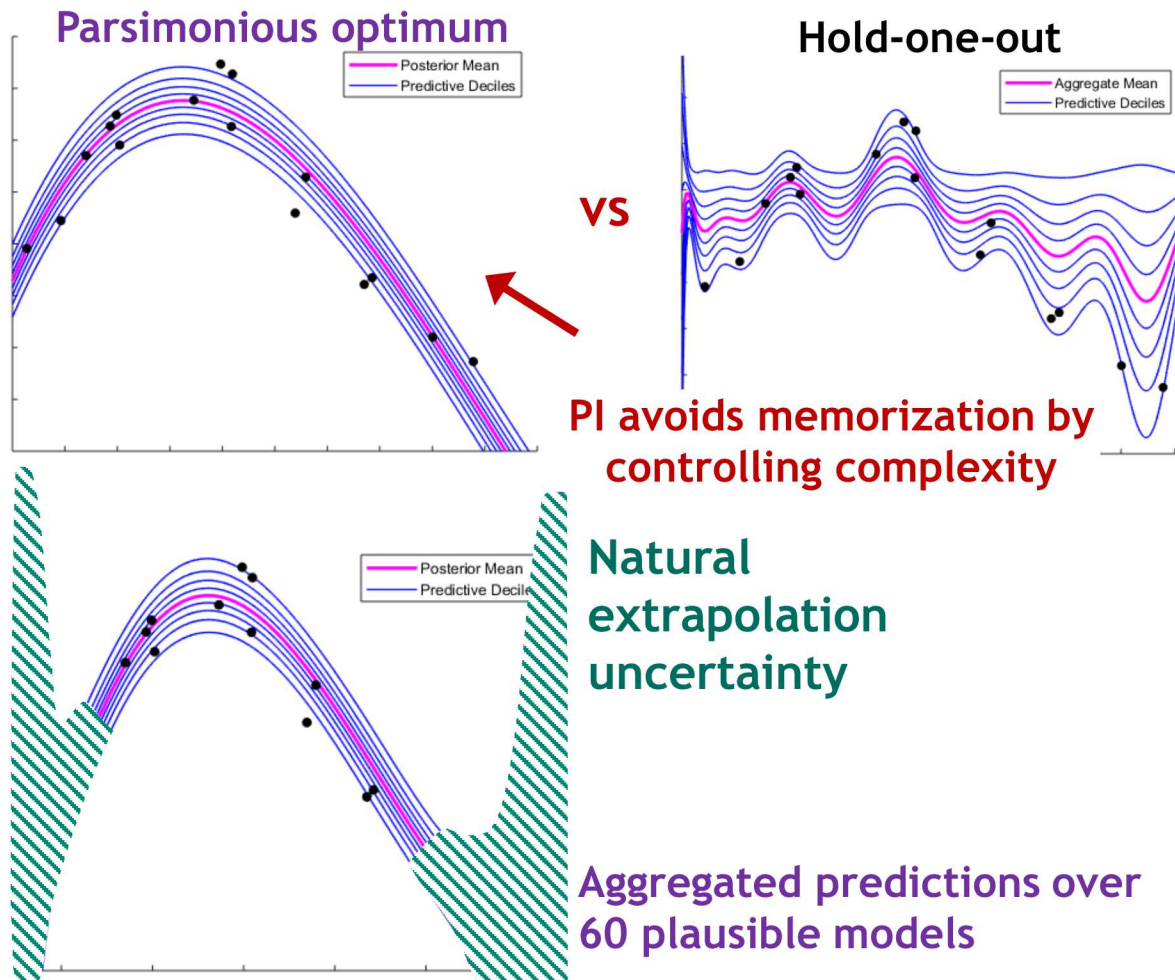 Parsimonious optimum
Posterior Mean
Predictive Deciles
Hold-one-out
Aggregate Mean
Predictive Deciles
vs
PI avoids memorization by
controlling complexity
Posterior Mean
Predictive Decile
Natural
extrapolation
uncertainty
Aggregated predictions over
60 plausible models